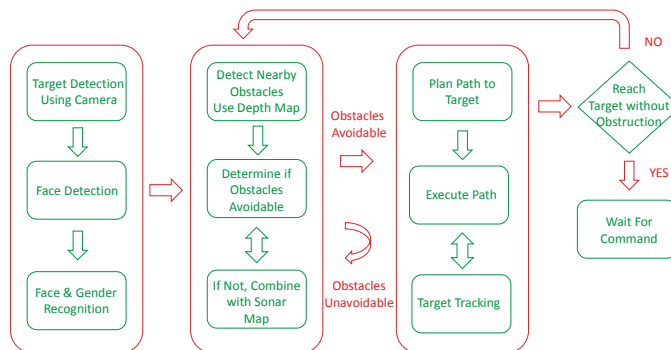 NO
Target Detection
Using Camera
Face Detection
Face & Gender
Recognition
Detect Nearby
Obstacles
Use Depth Map
Determine if
Obstacles
Avoidable
If Not, Combine
with Sonar
Map
Obstacles
Avoidable
Obstacles
Unavoidable
Plan Path to
Target
Execute Path
Target Tracking
Reach
Target without
Obstruction
YES
Wait For
Command